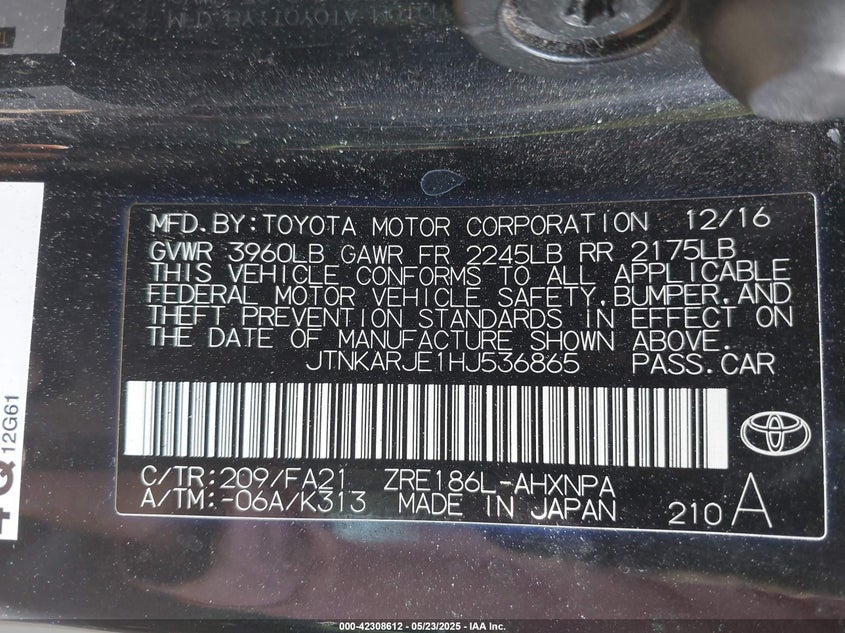 MFD.BY:TOYOTA MOTOR CORPORATION 12/16
GVWR 3960LB GAWR FR 2245LB RR 2175LB
THIS VEHICLE CONFORMS TO ALL APPLICABLE
FEDERAL MOTOR VEHICLE SAFETY,BUMPER,AND
THEFT PREVENTION STANDARDS IN EFFECT ON
THE DATE OF MANUFACTURE SHOWN ABOVE.
JTNKARJE1HJ536865 PASS.CAR
C/TR:209/FA21 ZRE186L-AHXNPA
A/TM:-06A/K313 MADE IN JAPAN 210 A
12G61
000-42308612 - 05/23/2025 - IAA Inc.